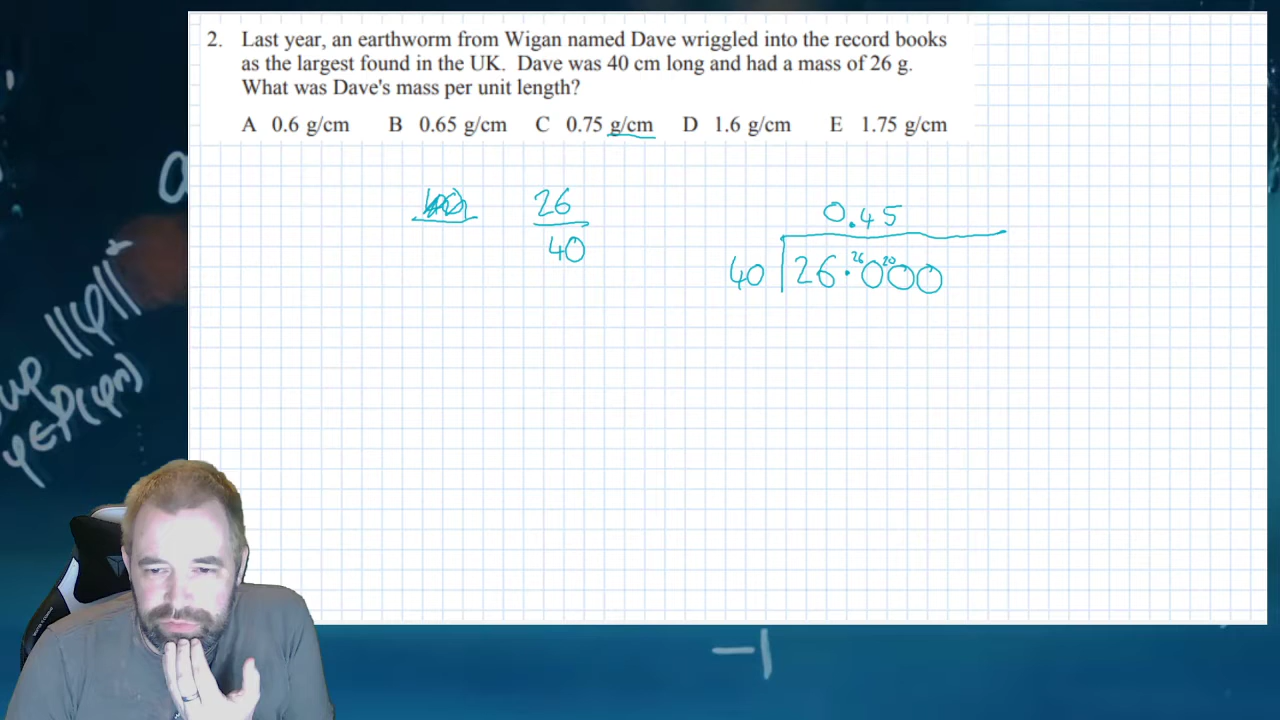 2. Last year, an earthworm from Wigan named Dave wriggled into the record books
as the largest found in the UK. Dave was 40 cm long and had a mass of 26 g.
What was Dave's mass per unit length?
A 0.6 g/cm B 0.65 g/cm C 0.75 g/cm D 1.6 g/cm E 1.75 g/cm
26
40
0.45
40 26.²⁶0²⁰000
||φ||
φ∈P(φn)
-1